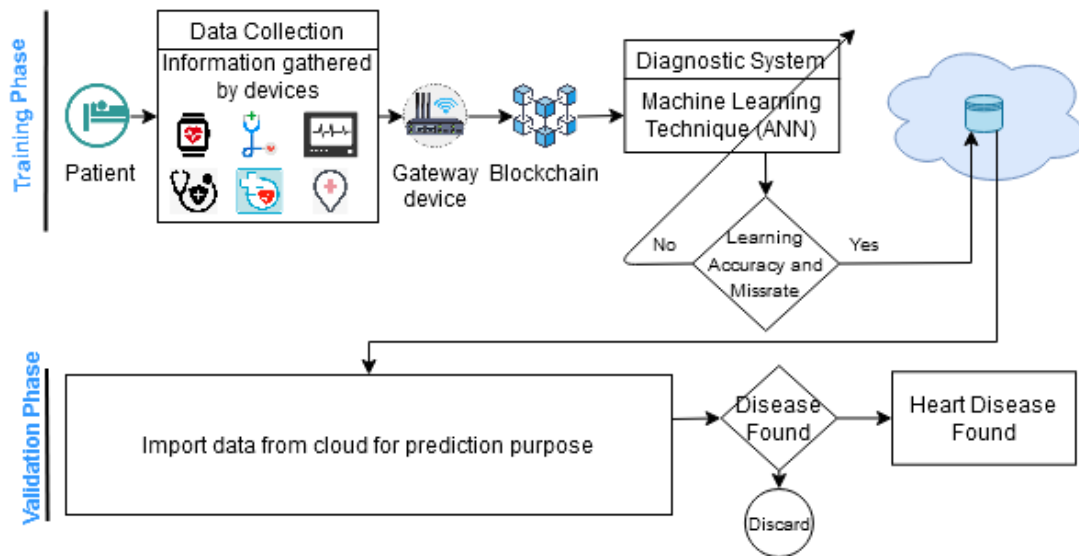 Training Phase
Data Collection
Information gathered
by devices
Patient
Gateway
device
Blockchain
Diagnostic System
Machine Learning
Technique (ANN)
No
Learning
Accuracy and
Missrate
Yes
Validation Phase
Import data from cloud for prediction purpose
Disease
Found
Heart Disease
Found
Discard